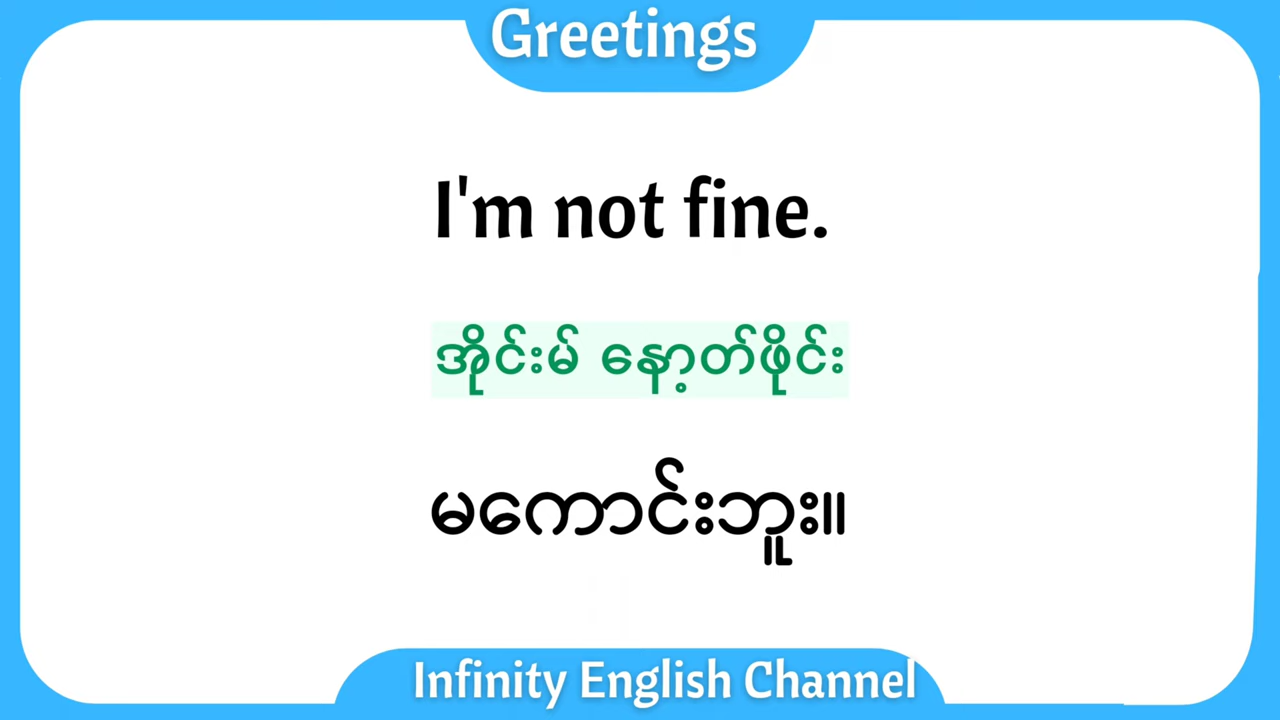 Greetings
I'm not fine.
အိုင်းမ် နော့တ်ဖိုင်း
မကောင်းဘူး။
Infinity English Channel